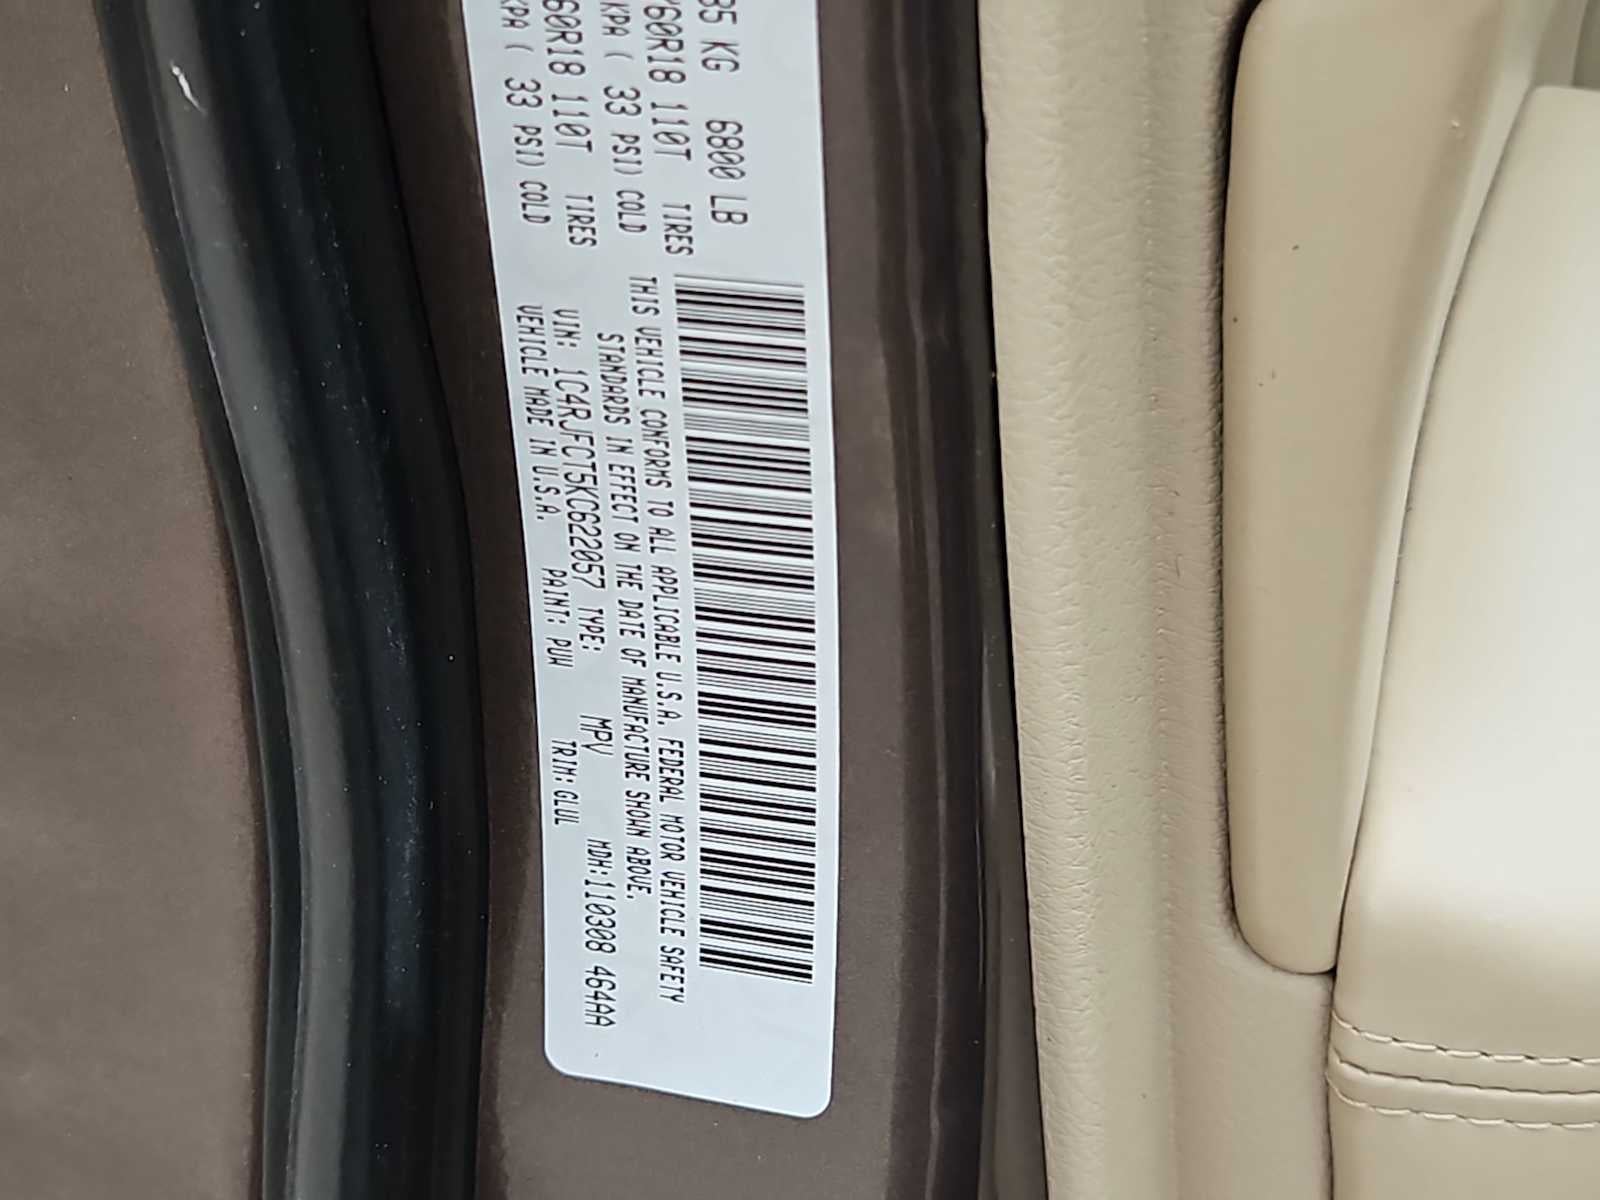 85 KG 6800 LB
60R18 110T TIRES
KPA ( 33 PSI) COLD
60R18 110T TIRES
KPA ( 33 PSI) COLD
THIS VEHICLE CONFORMS TO ALL APPLICABLE U.S.A. FEDERAL MOTOR VEHICLE SAFETY
STANDARDS IN EFFECT ON THE DATE OF MANUFACTURE SHOWN ABOVE.
VIN: 1C4RJFCT5KC622057 TYPE: MPV MDH:110308 464AA
VEHICLE MADE IN U.S.A. PAINT: PUW TRIM:GLUL